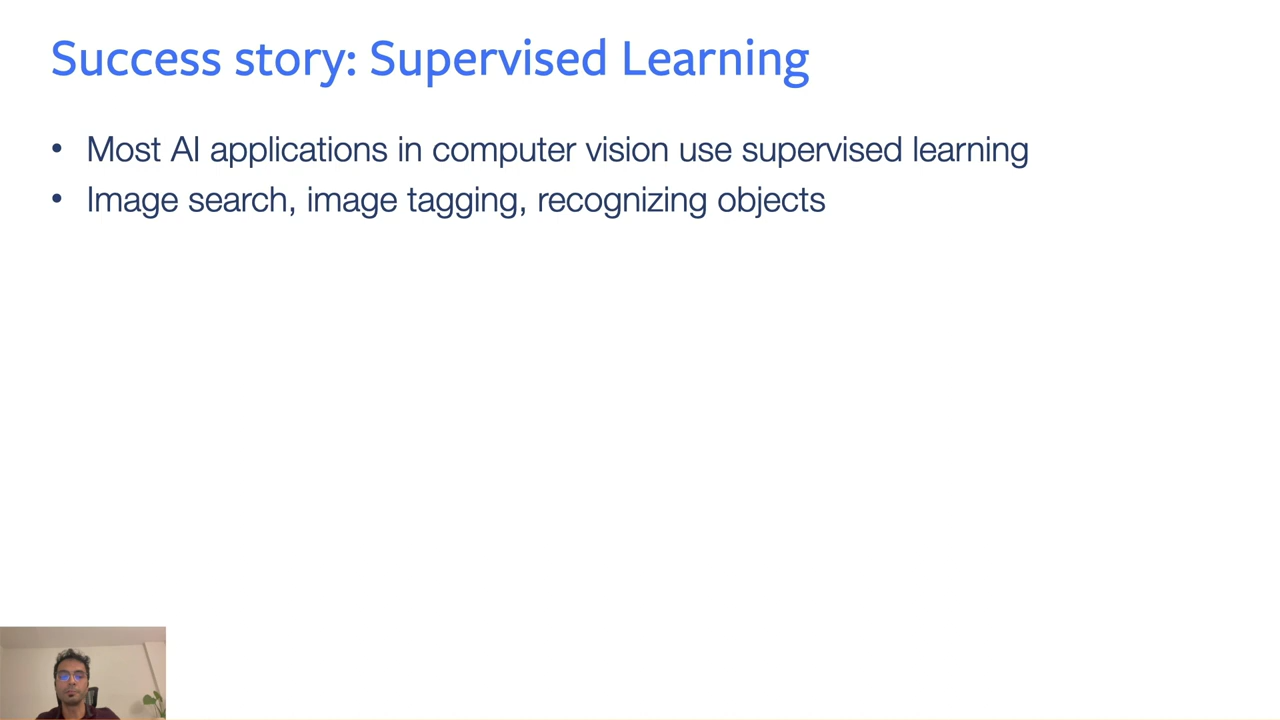 Success story: Supervised Learning
• Most AI applications in computer vision use supervised learning
• Image search, image tagging, recognizing objects